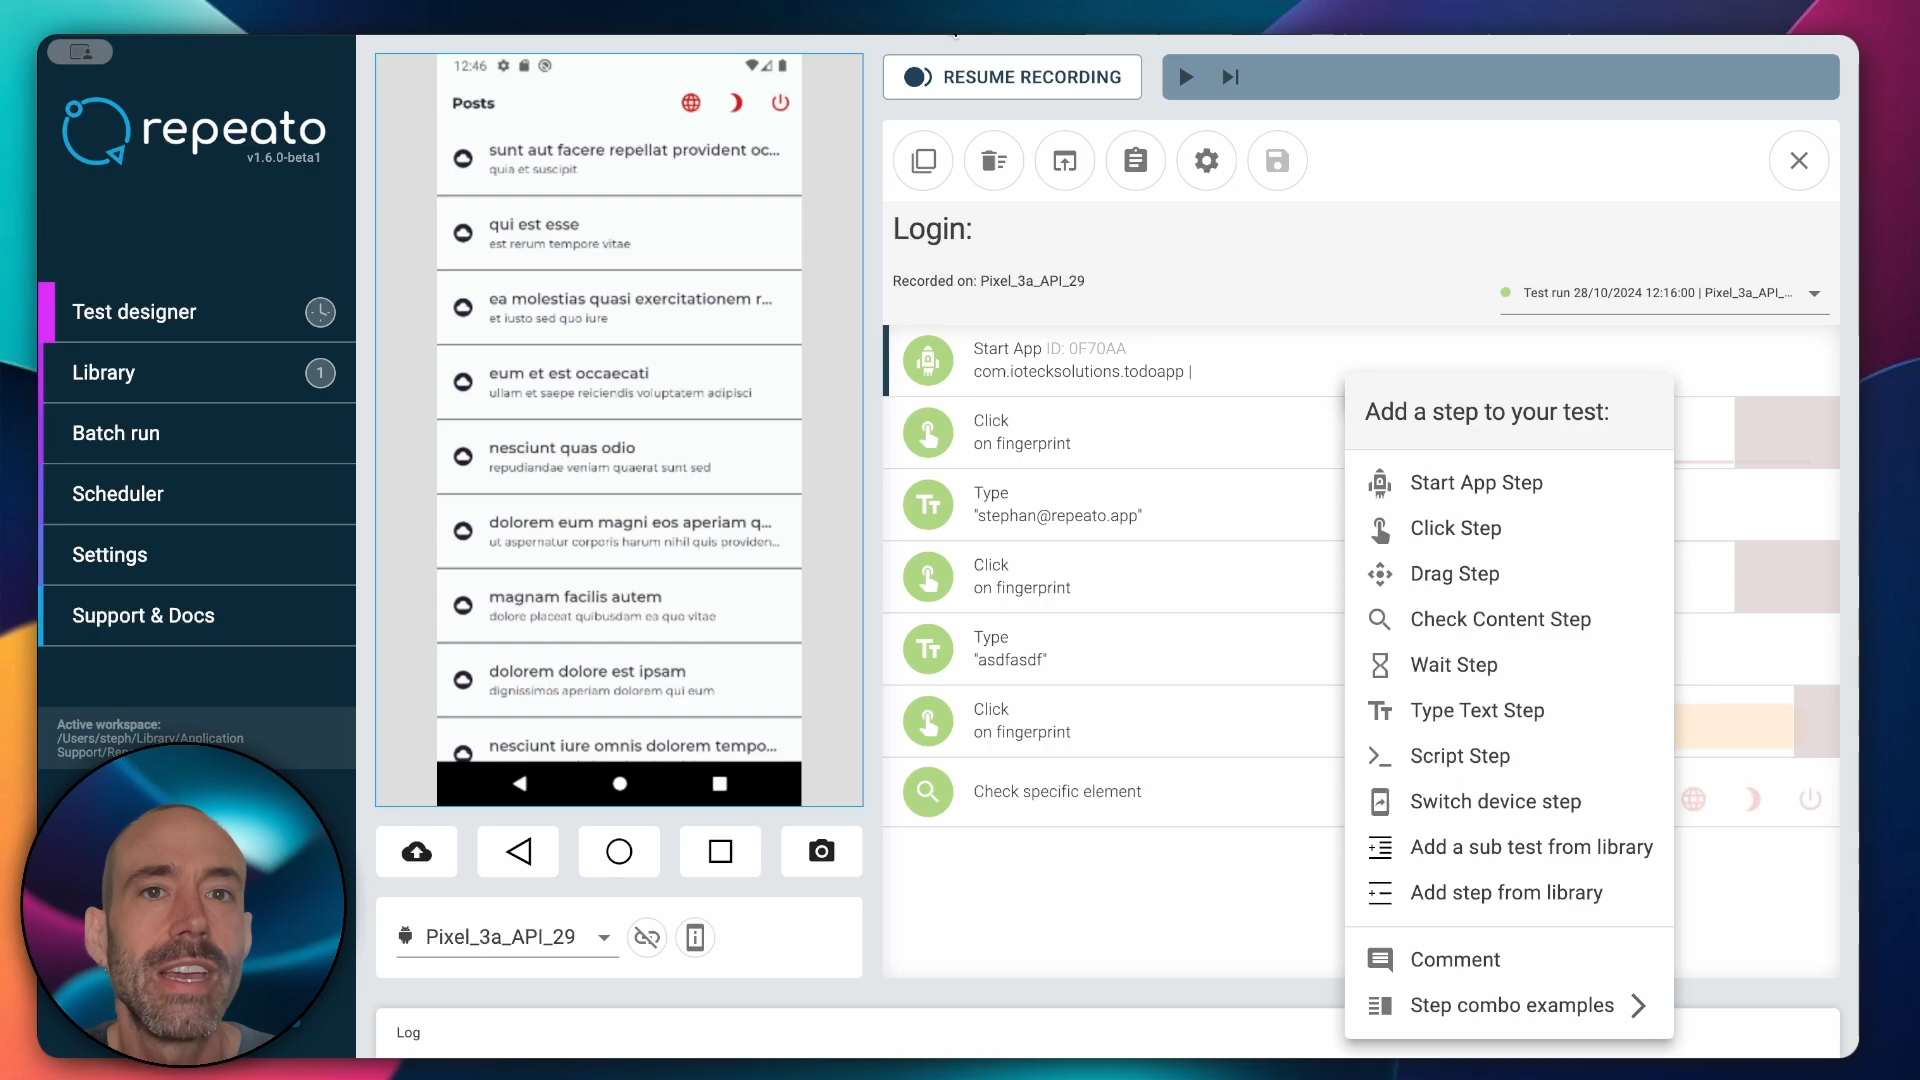 repeato
v1.6.0-beta1
Test designer
Library
1
Batch run
Scheduler
Settings
Support & Docs
Active workspace:
/Users/steph/Library/Application
12:46
Posts
sunt aut facere repellat provident oc...
quia et suscipit
qui est esse
est rerum tempore vitae
ea molestias quasi exercitationem r...
et iusto sed quo iure
eum et est occaecati
ullam et saepe reiciendis voluptatem adipisci
nesciunt quas odio
repudiandae veniam quaerat sunt sed
dolorem eum magni eos aperiam q...
ut aspernatur corporis harum nihil quis providen...
magnam facilis autem
dolore placeat quibusdam ea quo vitae
dolorem dolore est ipsam
dignissimos aperiam dolorem qui eum
nesciunt iure omnis dolorem tempo...
Pixel_3a_API_29
Log
RESUME RECORDING
Login:
Recorded on: Pixel_3a_API_29
Test run 28/10/2024 12:16:00 | Pixel_3a_API_...
Start App ID: 0F70AA
com.iotecksolutions.todoapp |
Click
on fingerprint
Type
"stephan@repeato.app"
Click
on fingerprint
Type
"asdfasdf"
Click
on fingerprint
Check specific element
Add a step to your test:
Start App Step
Click Step
Drag Step
Check Content Step
Wait Step
Type Text Step
Script Step
Switch device step
Add a sub test from library
Add step from library
Comment
Step combo examples